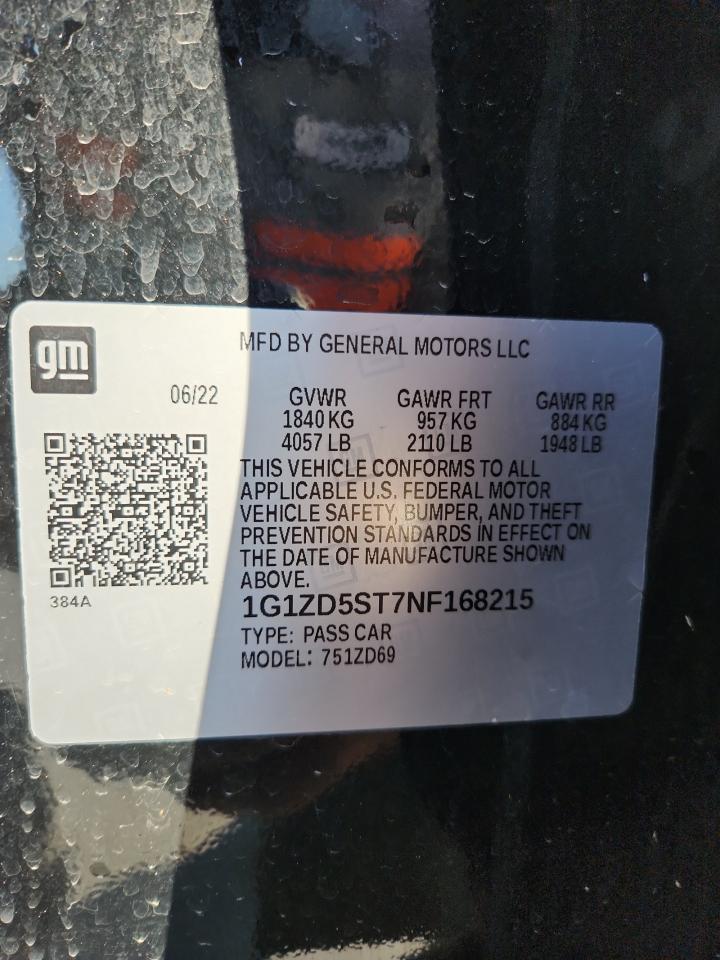 gm
MFD BY GENERAL MOTORS LLC
06/22
GVWR GAWR FRT GAWR RR
1840 KG 957 KG 884 KG
4057 LB 2110 LB 1948 LB
THIS VEHICLE CONFORMS TO ALL
APPLICABLE U.S. FEDERAL MOTOR
VEHICLE SAFETY, BUMPER, AND THEFT
PREVENTION STANDARDS IN EFFECT ON
THE DATE OF MANUFACTURE SHOWN
ABOVE.
384A
1G1ZD5ST7NF168215
TYPE: PASS CAR
MODEL: 751ZD69